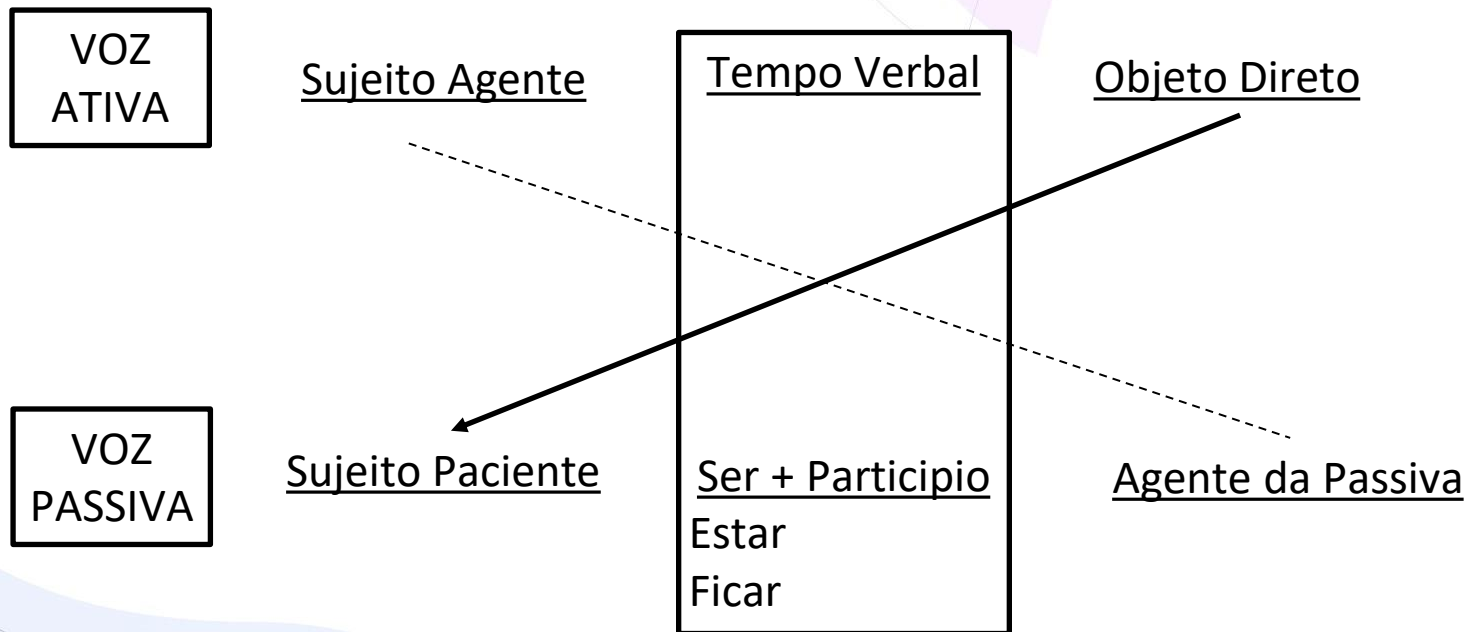 VOZ
ATIVA
Sujeito Agente
Tempo Verbal
Objeto Direto
VOZ
PASSIVA
Sujeito Paciente
Ser + Participio
Estar
Ficar
Agente da Passiva